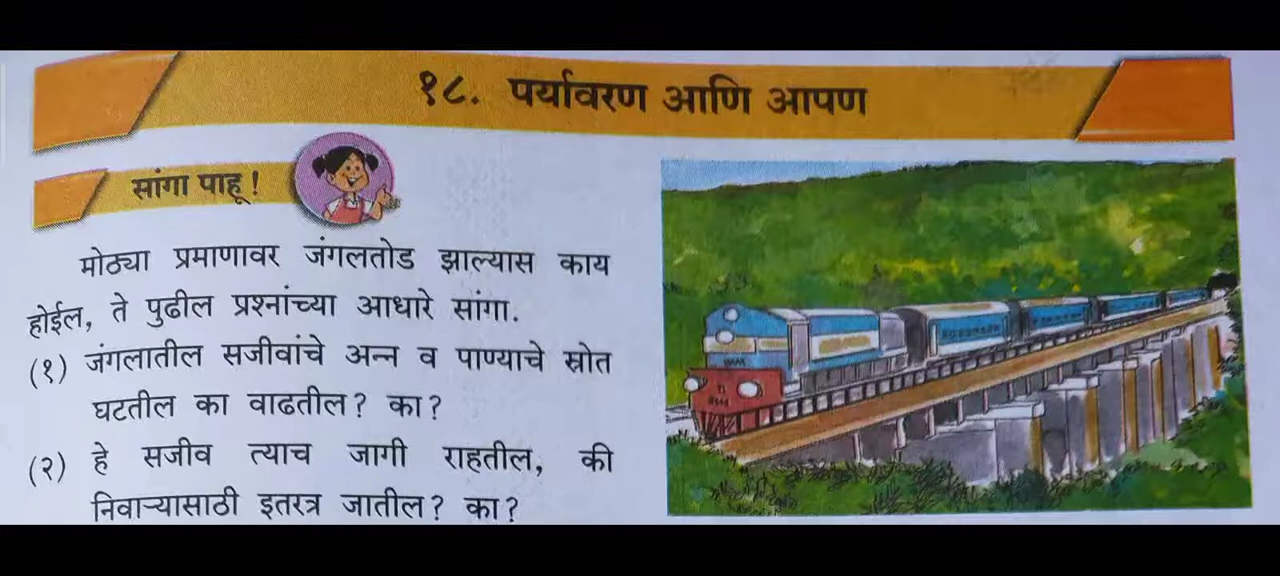 १८. पर्यावरण आणि आपण
सांगा पाहू !
मोठ्या प्रमाणावर जंगलतोड झाल्यास काय
होईल, ते पुढील प्रश्नांच्या आधारे सांगा.
(१) जंगलातील सजीवांचे अन्न व पाण्याचे स्रोत
घटतील का वाढतील? का?
(२) हे सजीव त्याच जागी राहतील, की
निवाऱ्यासाठी इतरत्र जातील? का?